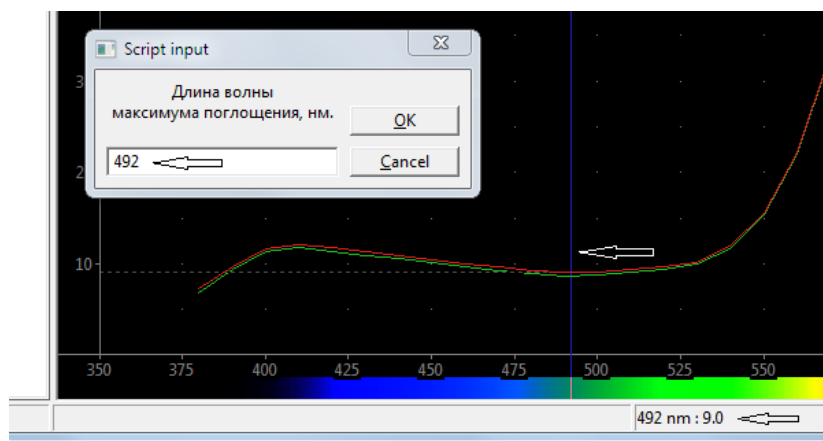 Script input
Длина волны
максимума поглощения, нм.
OK
492
Cancel
3
2
10
350 375 400 425 450 475 500 525 550
492 nm : 9.0